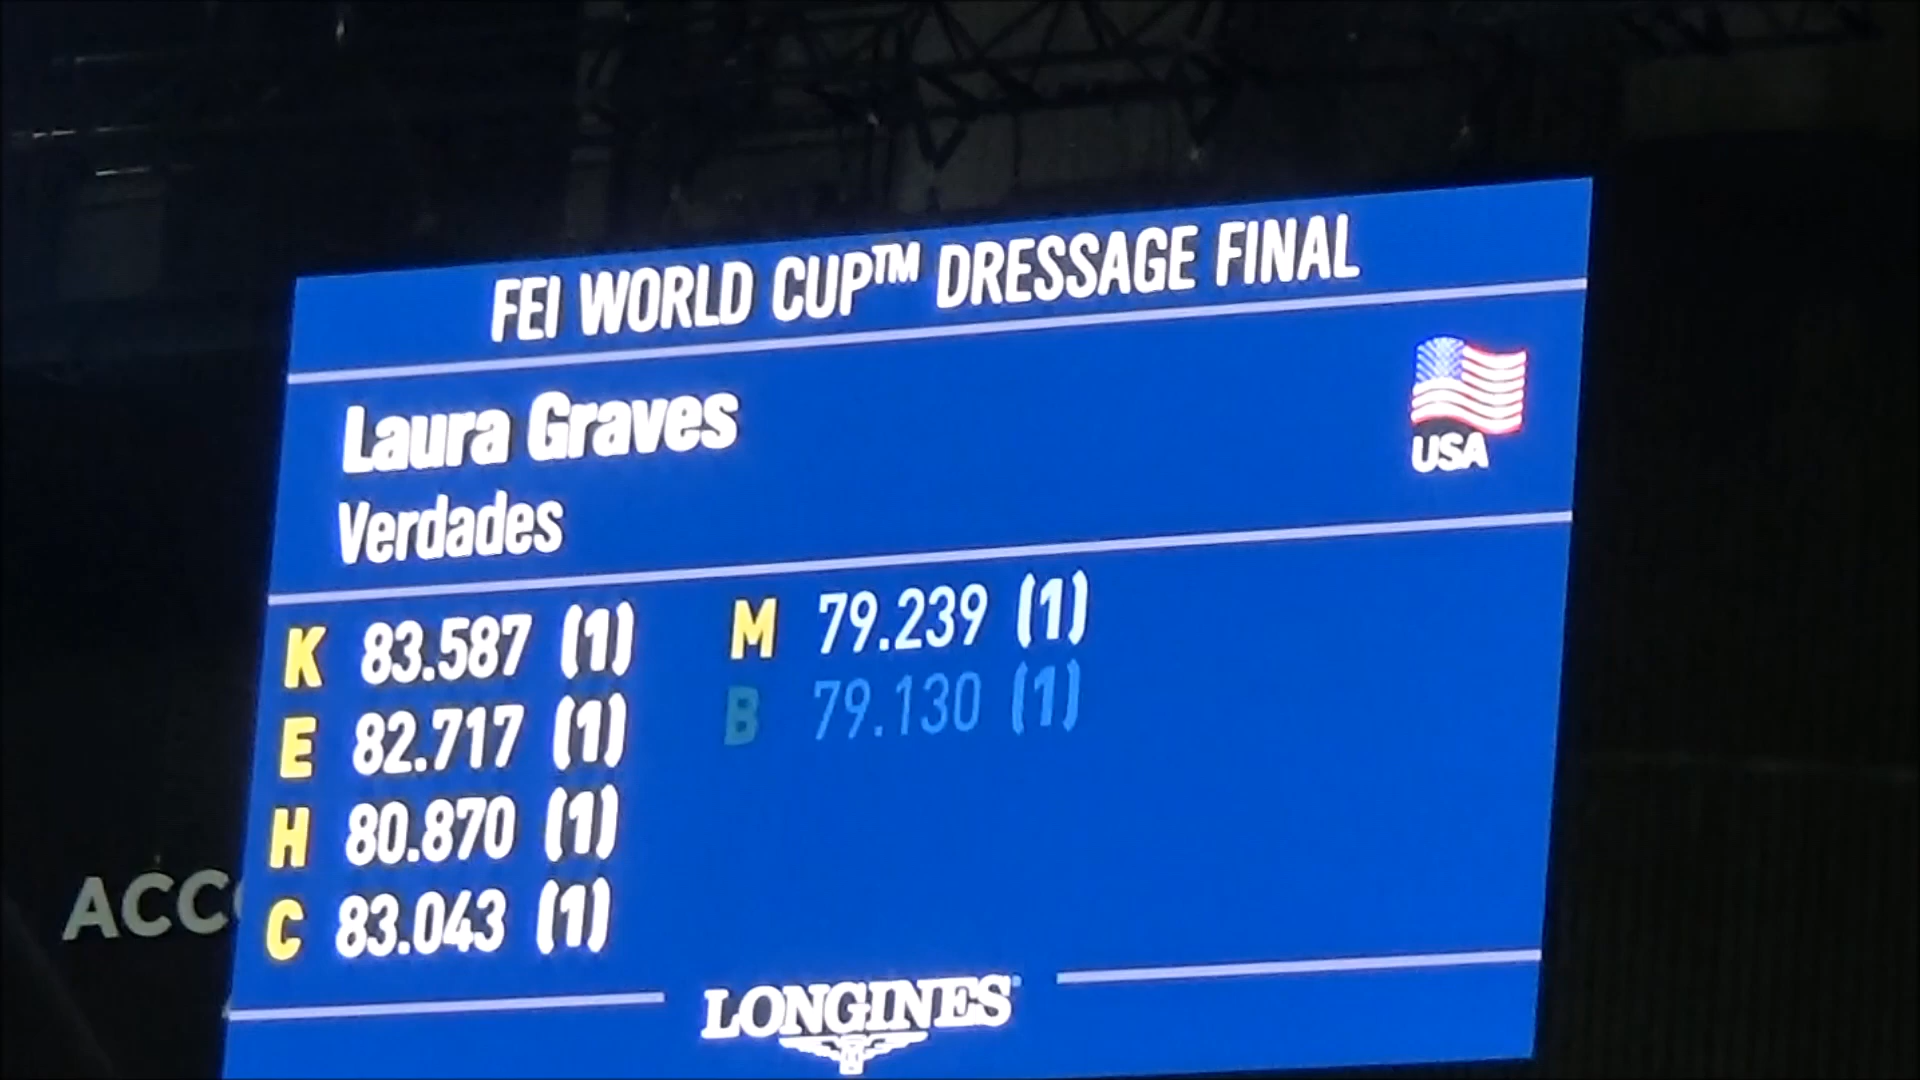 FEI WORLD CUP™ DRESSAGE FINAL
Laura Graves
USA
Verdades
K 83.587 (1)
E 82.717 (1)
H 80.870 (1)
C 83.043 (1)
M 79.239 (1)
B 79.130 (1)
LONGINES